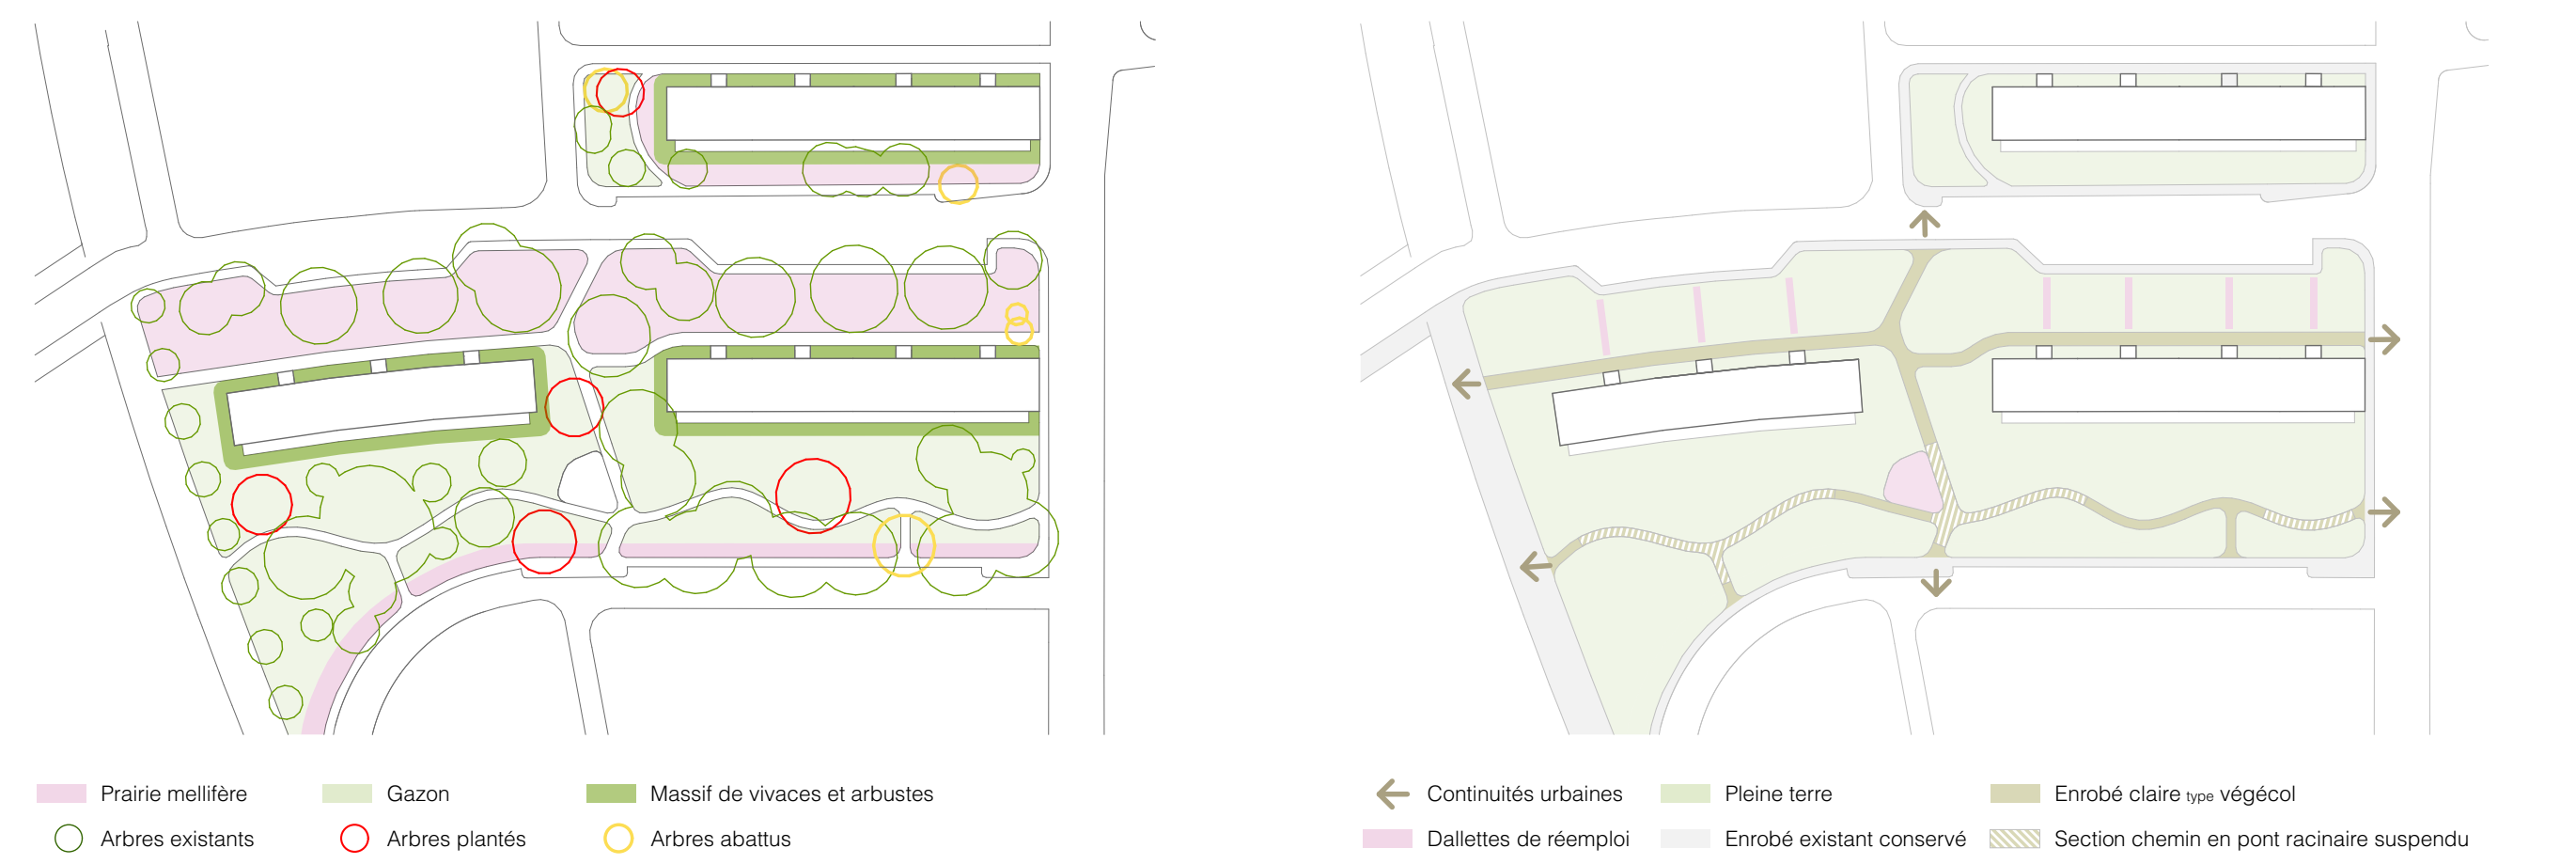 Prairie mellifère
Gazon
Massif de vivaces et arbustes
Arbres existants
Arbres plantés
Arbres abattus
Continuités urbaines
Pleine terre
Enrobé claire type végécol
Dallettes de réemploi
Enrobé existant conservé
Section chemin en pont racinaire suspendu